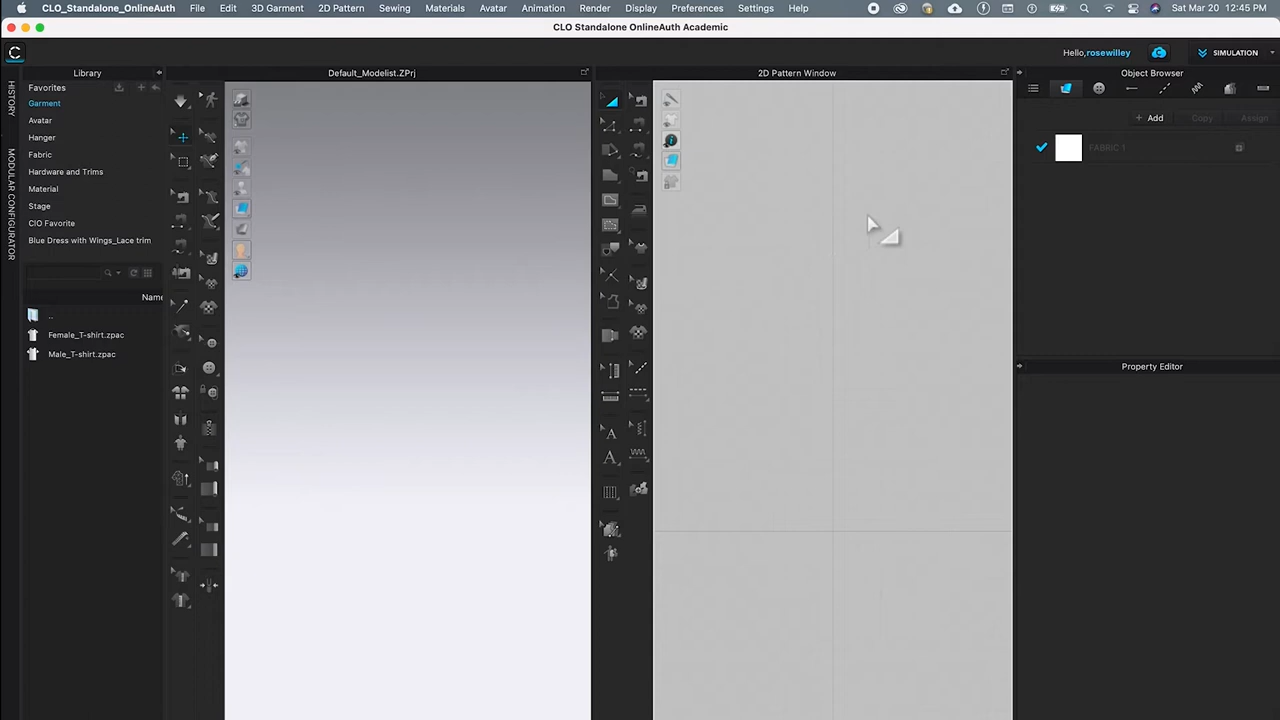 CLO_Standalone_OnlineAuth File Edit 3D Garment 2D Pattern Sewing Materials Avatar Animation Render Display Preferences Settings Help Sat Mar 20 12:45 PM
CLO Standalone OnlineAuth Academic
Hello, rosewilley SIMULATION
Library Default_Modelist.ZPrj 2D Pattern Window Object Browser
HISTORY
MODULAR CONFIGURATOR
Favorites
Garment
Avatar
Hanger
Fabric
Hardware and Trims
Material
Stage
ClO Favorite
Blue Dress with Wings_Lace trim
Name
..
Female_T-shirt.zpac
Male_T-shirt.zpac
+ Add Copy Assign
FABRIC 1
Property Editor